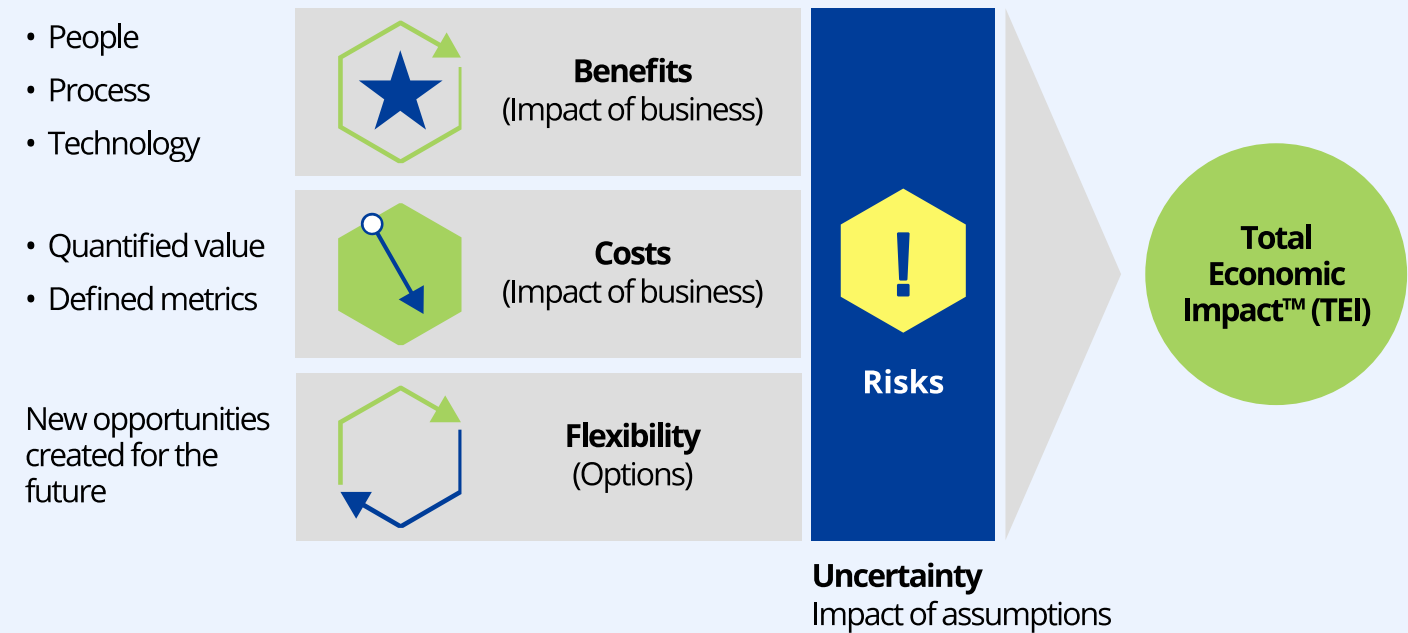 • People
• Process
• Technology
Benefits
(Impact of business)
• Quantified value
• Defined metrics
Costs
(Impact of business)
New opportunities
created for the
future
Flexibility
(Options)
!
Risks
Uncertainty
Impact of assumptions
Total
Economic
Impact™ (TEI)